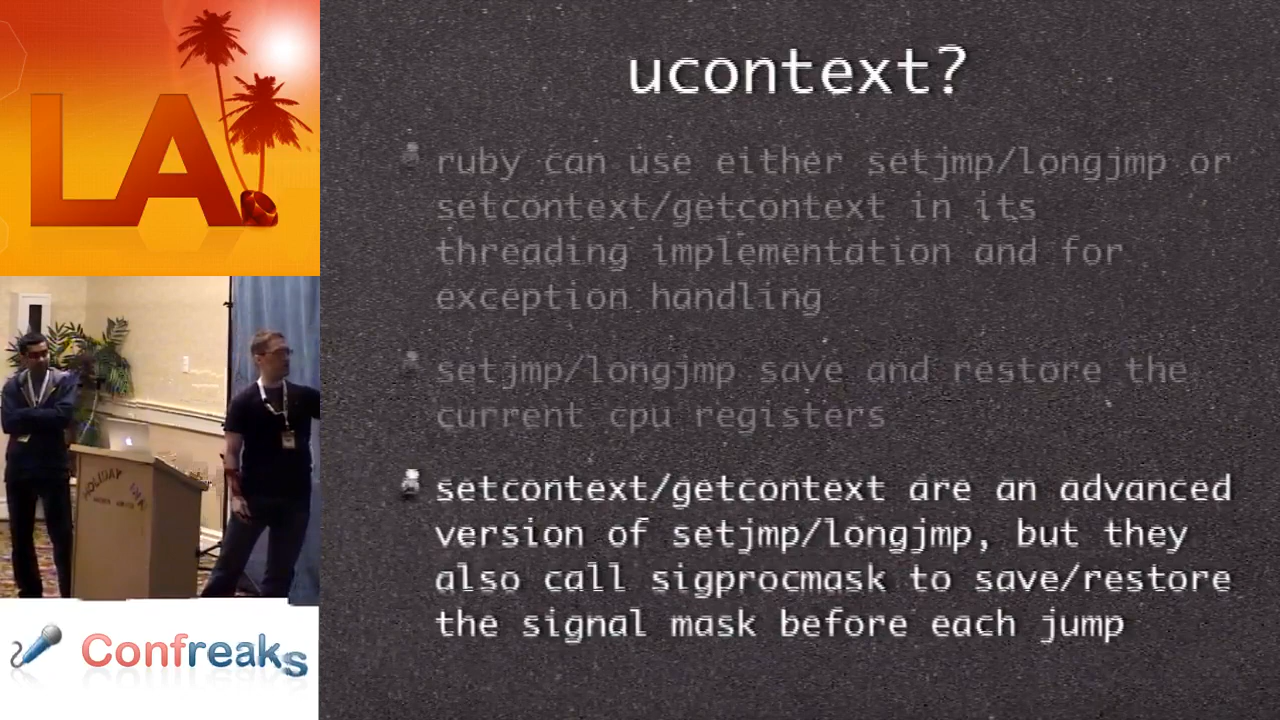 LA
ucontext?
ruby can use either setjmp/longjmp or
setcontext/getcontext in its
threading implementation and for
exception handling
setjmp/longjmp save and restore the
current cpu registers
setcontext/getcontext are an advanced
version of setjmp/longjmp, but they
also call sigprocmask to save/restore
the signal mask before each jump
HOLIDAY
Confreaks